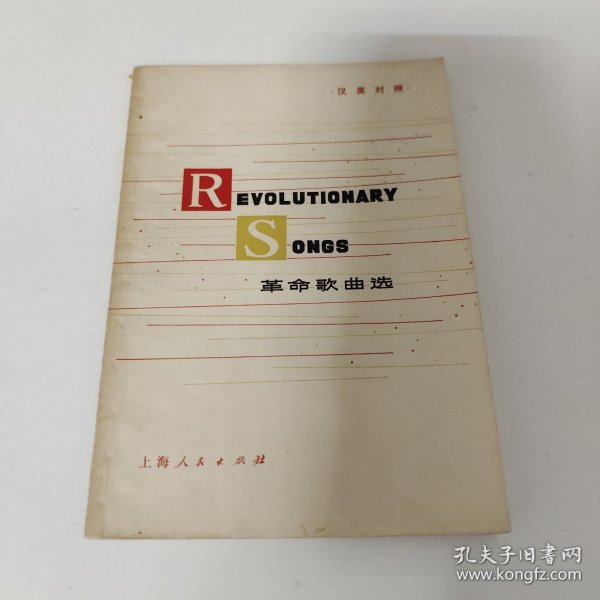 ·汉英对照·
REVOLUTIONARY
SONGS
革命歌曲选
上海人民出版社
孔夫子旧书网
www.kongfz.com